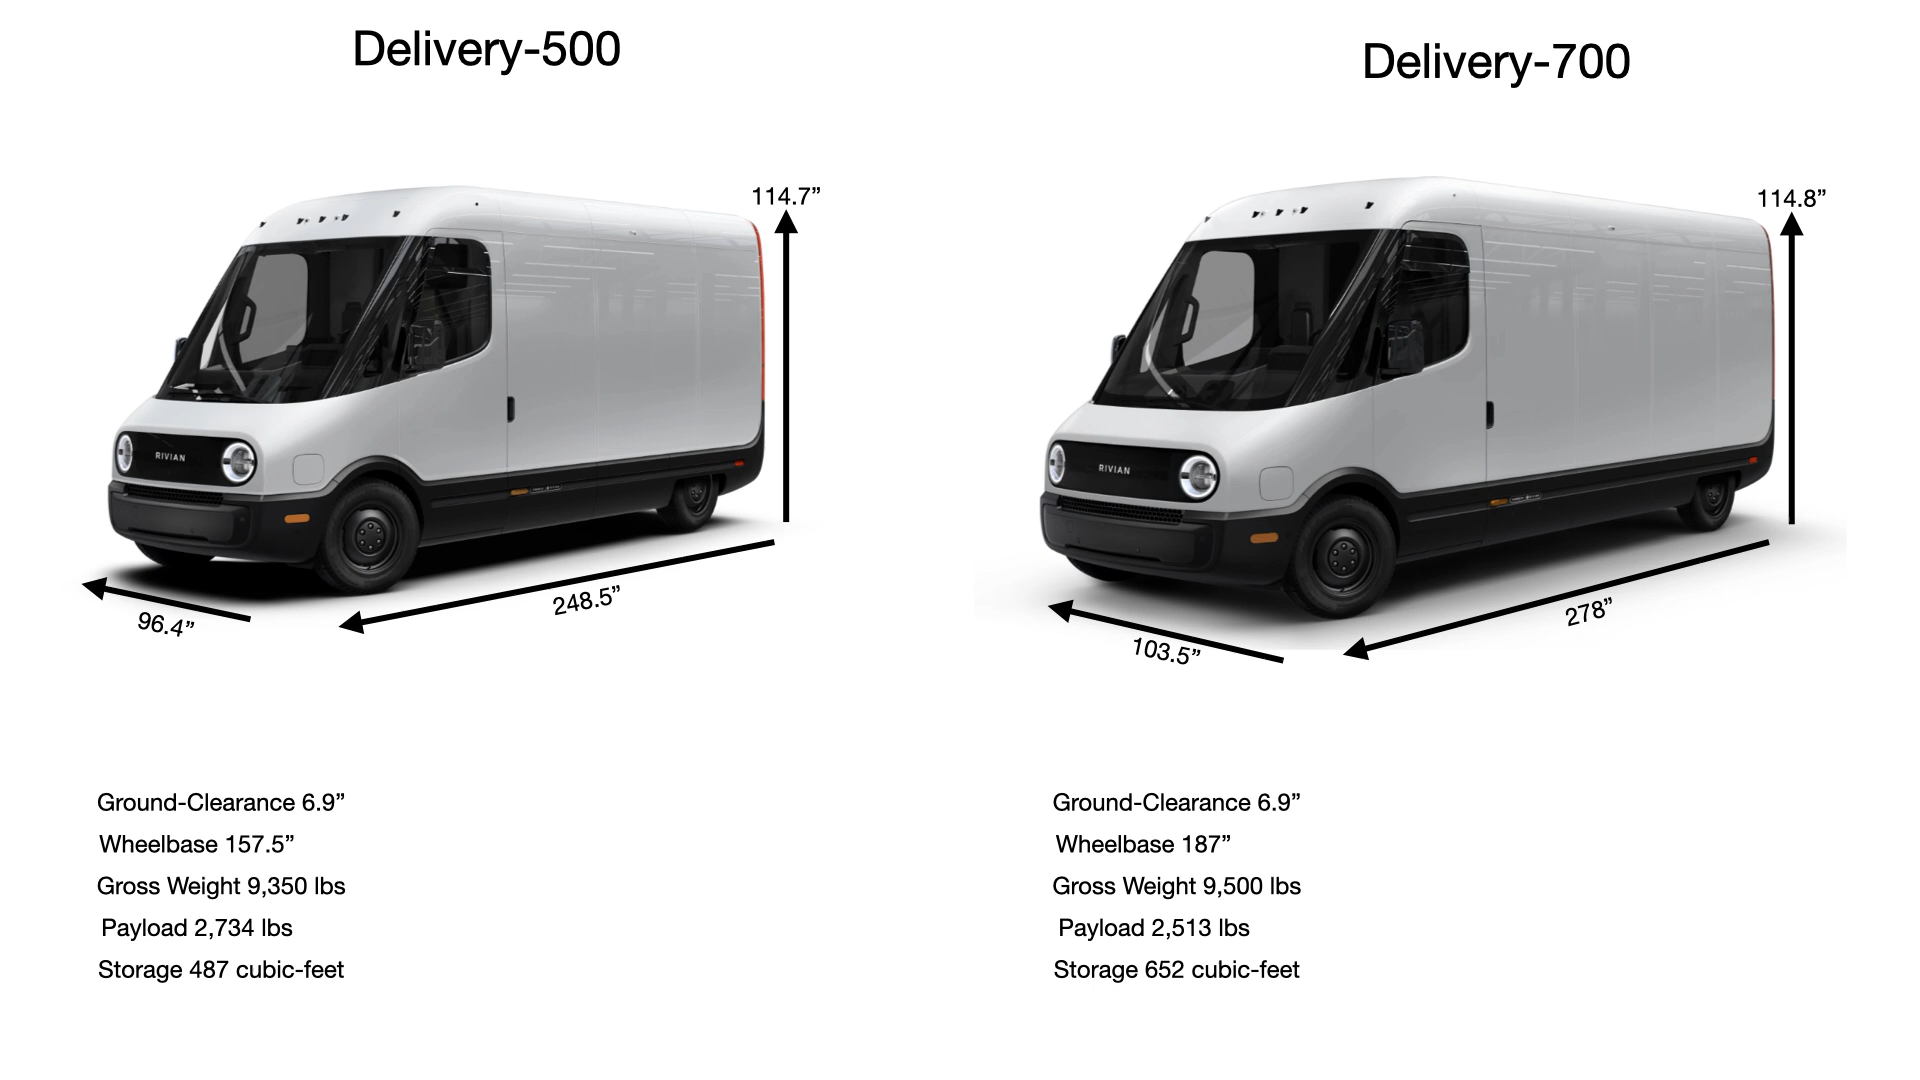 Delivery-500
114.7”
RIVIAN
248.5”
96.4”
Ground-Clearance 6.9”
Wheelbase 157.5”
Gross Weight 9,350 lbs
Payload 2,734 lbs
Storage 487 cubic-feet
Delivery-700
114.8”
RIVIAN
278”
103.5”
Ground-Clearance 6.9”
Wheelbase 187”
Gross Weight 9,500 lbs
Payload 2,513 lbs
Storage 652 cubic-feet